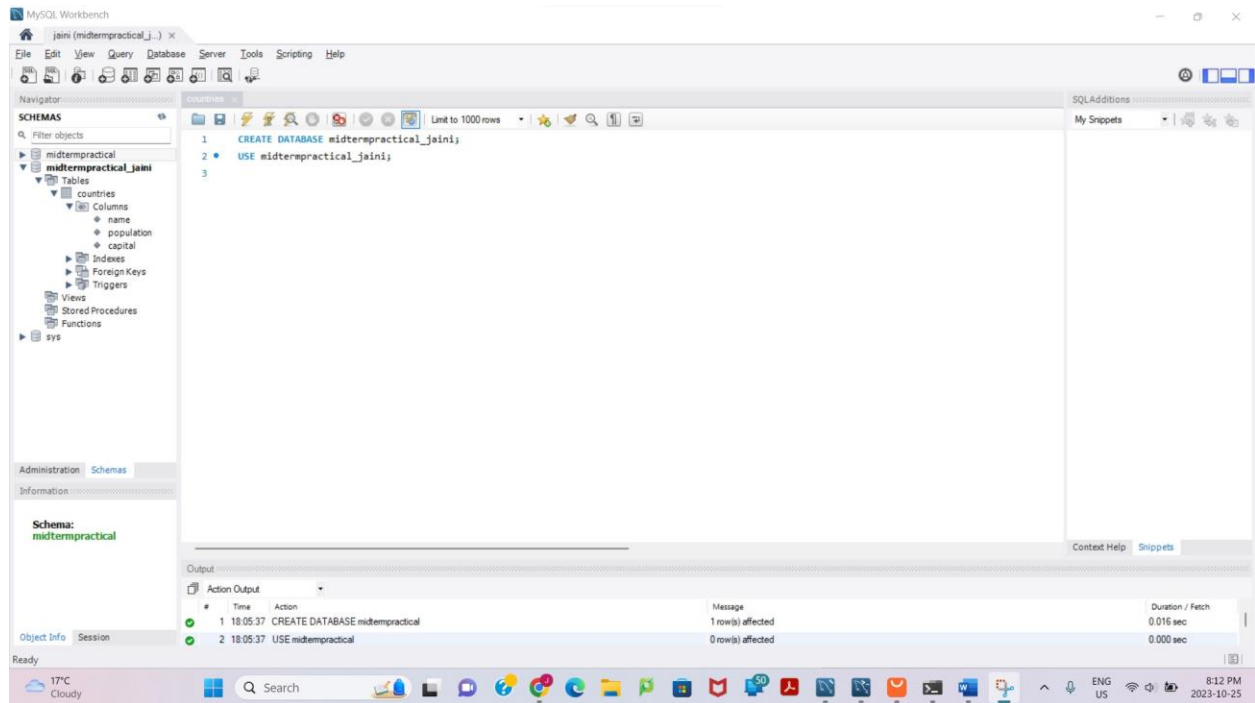 MySQL Workbench
jaini (midtermpractical_j...) ×
File Edit View Query Database Server Tools Scripting Help
Navigator
SCHEMAS
Filter objects
midtermpractical
midtermpractical_jaini
Tables
countries
Columns
name
population
capital
Indexes
Foreign Keys
Triggers
Views
Stored Procedures
Functions
sys
Administration Schemas
Information
Schema:
midtermpractical
Object Info Session
countries ×
Limit to 1000 rows
1 CREATE DATABASE midtermpractical_jaini;
2 USE midtermpractical_jaini;
3
SQLAdditions
My Snippets
Context Help Snippets
Output
Action Output
# Time Action Message Duration / Fetch
1 18:05:37 CREATE DATABASE midtermpractical 1 row(s) affected 0.016 sec
2 18:05:37 USE midtermpractical 0 row(s) affected 0.000 sec
Ready
17°C
Cloudy
Search
50
ENG
US
8:12 PM
2023-10-25